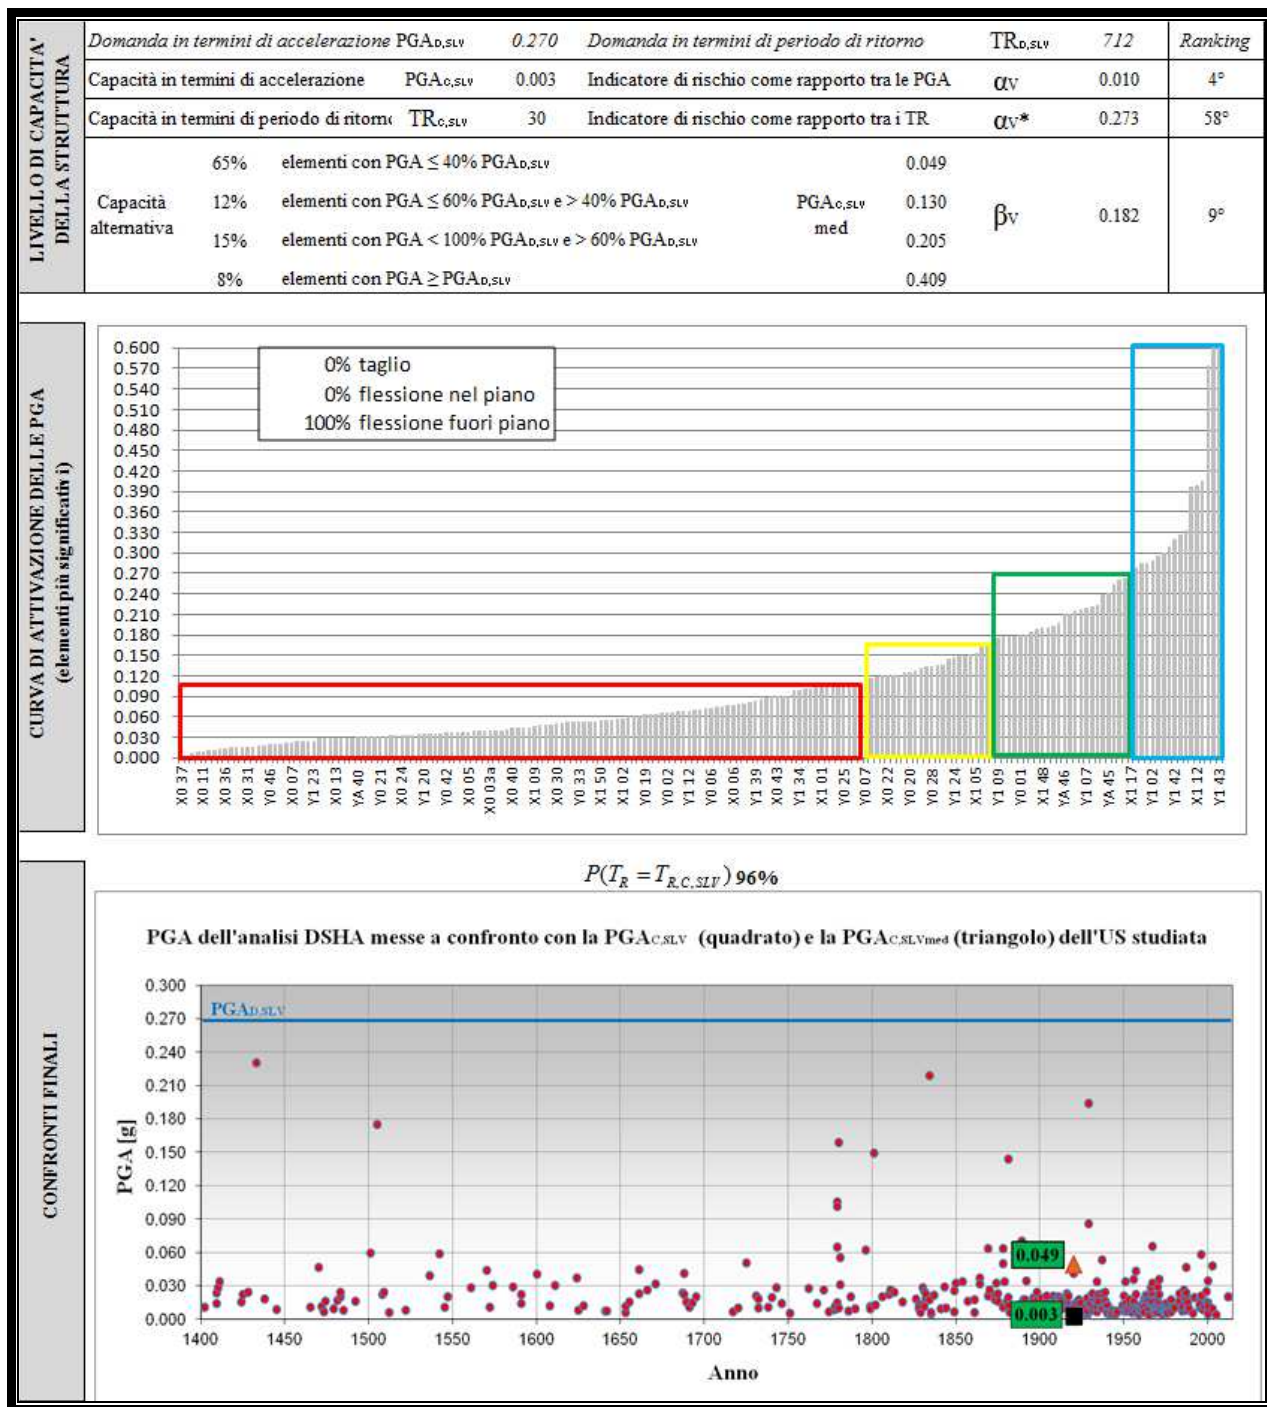 LIVELLO DI CAPACITA'
DELLA STRUTTURA
Domanda in termini di accelerazione PGAD,SLV 0.270 Domanda in termini di periodo di ritorno TRD,SLV 712 Ranking
Capacità in termini di accelerazione PGAC,SLV 0.003 Indicatore di rischio come rapporto tra le PGA αV 0.010 4°
Capacità in termini di periodo di ritorno TRC,SLV 30 Indicatore di rischio come rapporto tra i TR αV* 0.273 58°
Capacità
alternativa
65% elementi con PGA ≤ 40% PGAD,SLV 0.049
12% elementi con PGA ≤ 60% PGAD,SLV e > 40% PGAD,SLV 0.130
15% elementi con PGA < 100% PGAD,SLV e > 60% PGAD,SLV 0.205
8% elementi con PGA ≥ PGAD,SLV 0.409
PGAC,SLV
med
βV 0.182 9°
CURVA DI ATTIVAZIONE DELLE PGA
(elementi più significativi)
0.600
0.570
0.540
0.510
0.480
0.450
0.420
0.390
0.360
0.330
0.300
0.270
0.240
0.210
0.180
0.150
0.120
0.090
0.060
0.030
0.000
0% taglio
0% flessione nel piano
100% flessione fuori piano
X0 37 X0 11 X0 36 X0 31 Y0 46 X0 07 Y1 23 X0 13 YA 40 Y0 21 X0 24 Y1 20 Y0 42 X0 05 X0 03a X0 40 X1 09 X0 30 Y0 33 X1 50 X1 02 Y0 19 Y0 02 Y1 12 Y0 06 X0 06 Y1 39 X0 43 Y1 34 X1 01 Y0 25 Y0 07 X0 22 Y0 20 Y0 28 Y1 24 X1 05 Y1 09 Y0 01 X1 48 YA 46 Y1 07 YA 45 X1 17 Y1 02 Y1 42 X1 12 Y1 43
CONFRONTI FINALI
P(TR = TR,C,SLV) 96%
PGA dell'analisi DSHA messe a confronto con la PGAC,SLV (quadrato) e la PGAC,SLVmed (triangolo) dell'US studiata
PGA [g]
0.300
0.270
0.240
0.210
0.180
0.150
0.120
0.090
0.060
0.030
0.000
PGAD,SLV
0.049
0.003
1400 1450 1500 1550 1600 1650 1700 1750 1800 1850 1900 1950 2000
Anno